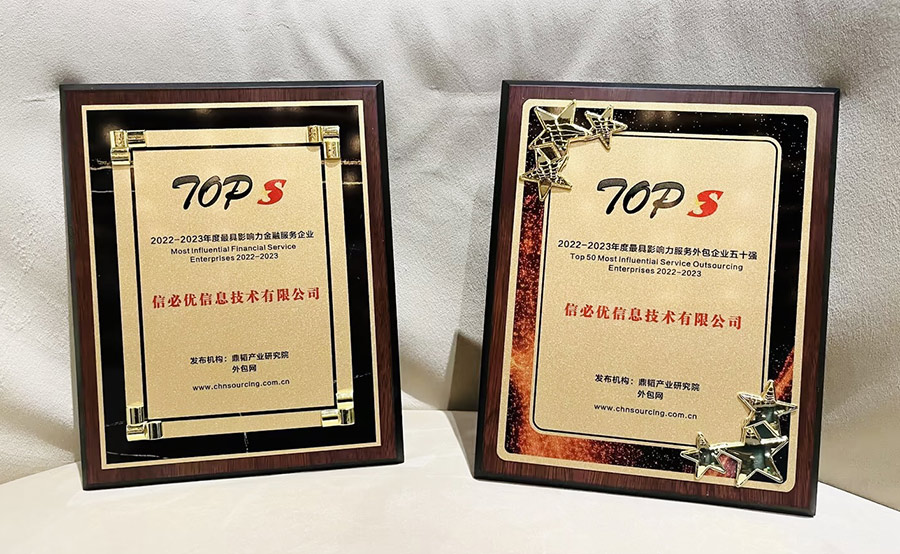 TOP S
2022-2023年度最具影响力金融服务企业
Most Influential Financial Service
Enterprises 2022-2023
信必优信息技术有限公司
发布机构：鼎韬产业研究院
外包网
www.chnsourcing.com.cn
TOP S
2022-2023年度最具影响力服务外包企业五十强
Top 50 Most Influential Service Outsourcing
Enterprises 2022-2023
信必优信息技术有限公司
发布机构：鼎韬产业研究院
外包网
www.chnsourcing.com.cn